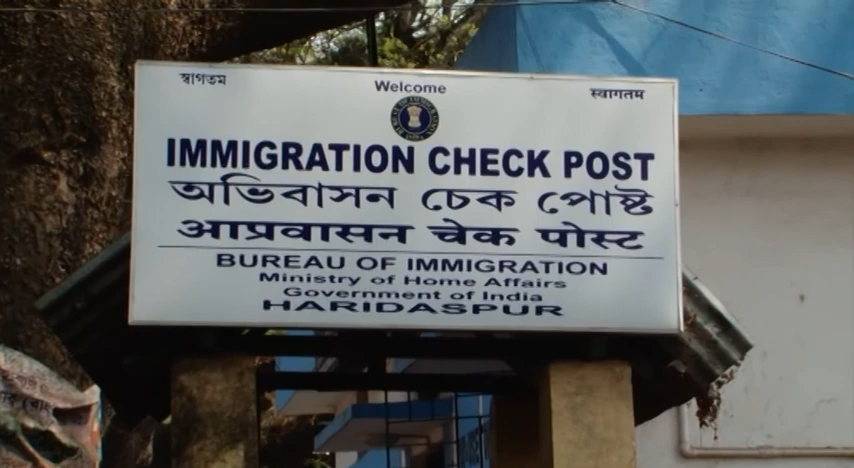 স্বাগতম Welcome स्वागतम
IMMIGRATION CHECK POST
অভিবাসন চেক পোষ্ট
आप्रवासन चेक पोस्ट
BUREAU OF IMMIGRATION
Ministry of Home Affairs
Government of India
HARIDASPUR